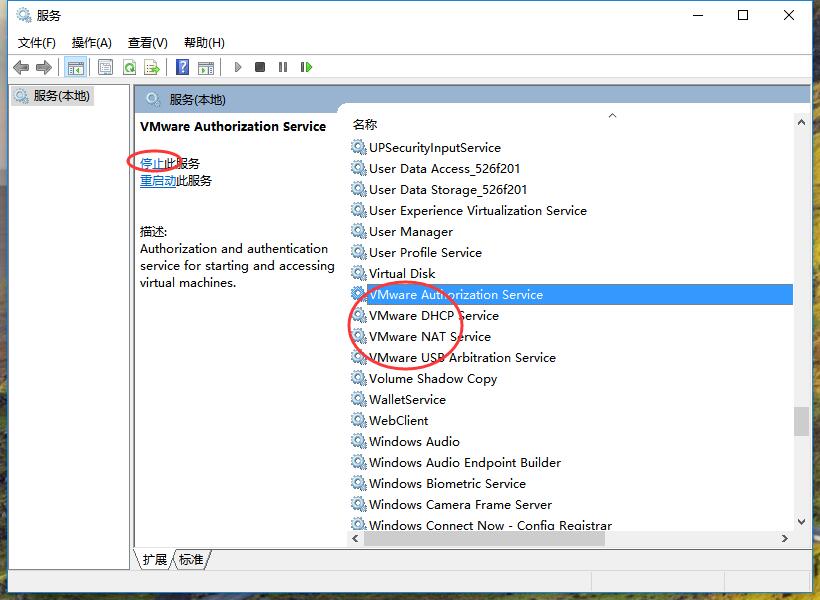 服务
文件(F) 操作(A) 查看(V) 帮助(H)
服务(本地)
服务(本地)
VMware Authorization Service
停止此服务
重启动此服务
描述:
Authorization and authentication
service for starting and accessing
virtual machines.
名称
UPSecurityInputService
User Data Access_526f201
User Data Storage_526f201
User Experience Virtualization Service
User Manager
User Profile Service
Virtual Disk
VMware Authorization Service
VMware DHCP Service
VMware NAT Service
VMware USB Arbitration Service
Volume Shadow Copy
WalletService
WebClient
Windows Audio
Windows Audio Endpoint Builder
Windows Biometric Service
Windows Camera Frame Server
Windows Connect Now - Config Registrar
扩展 标准